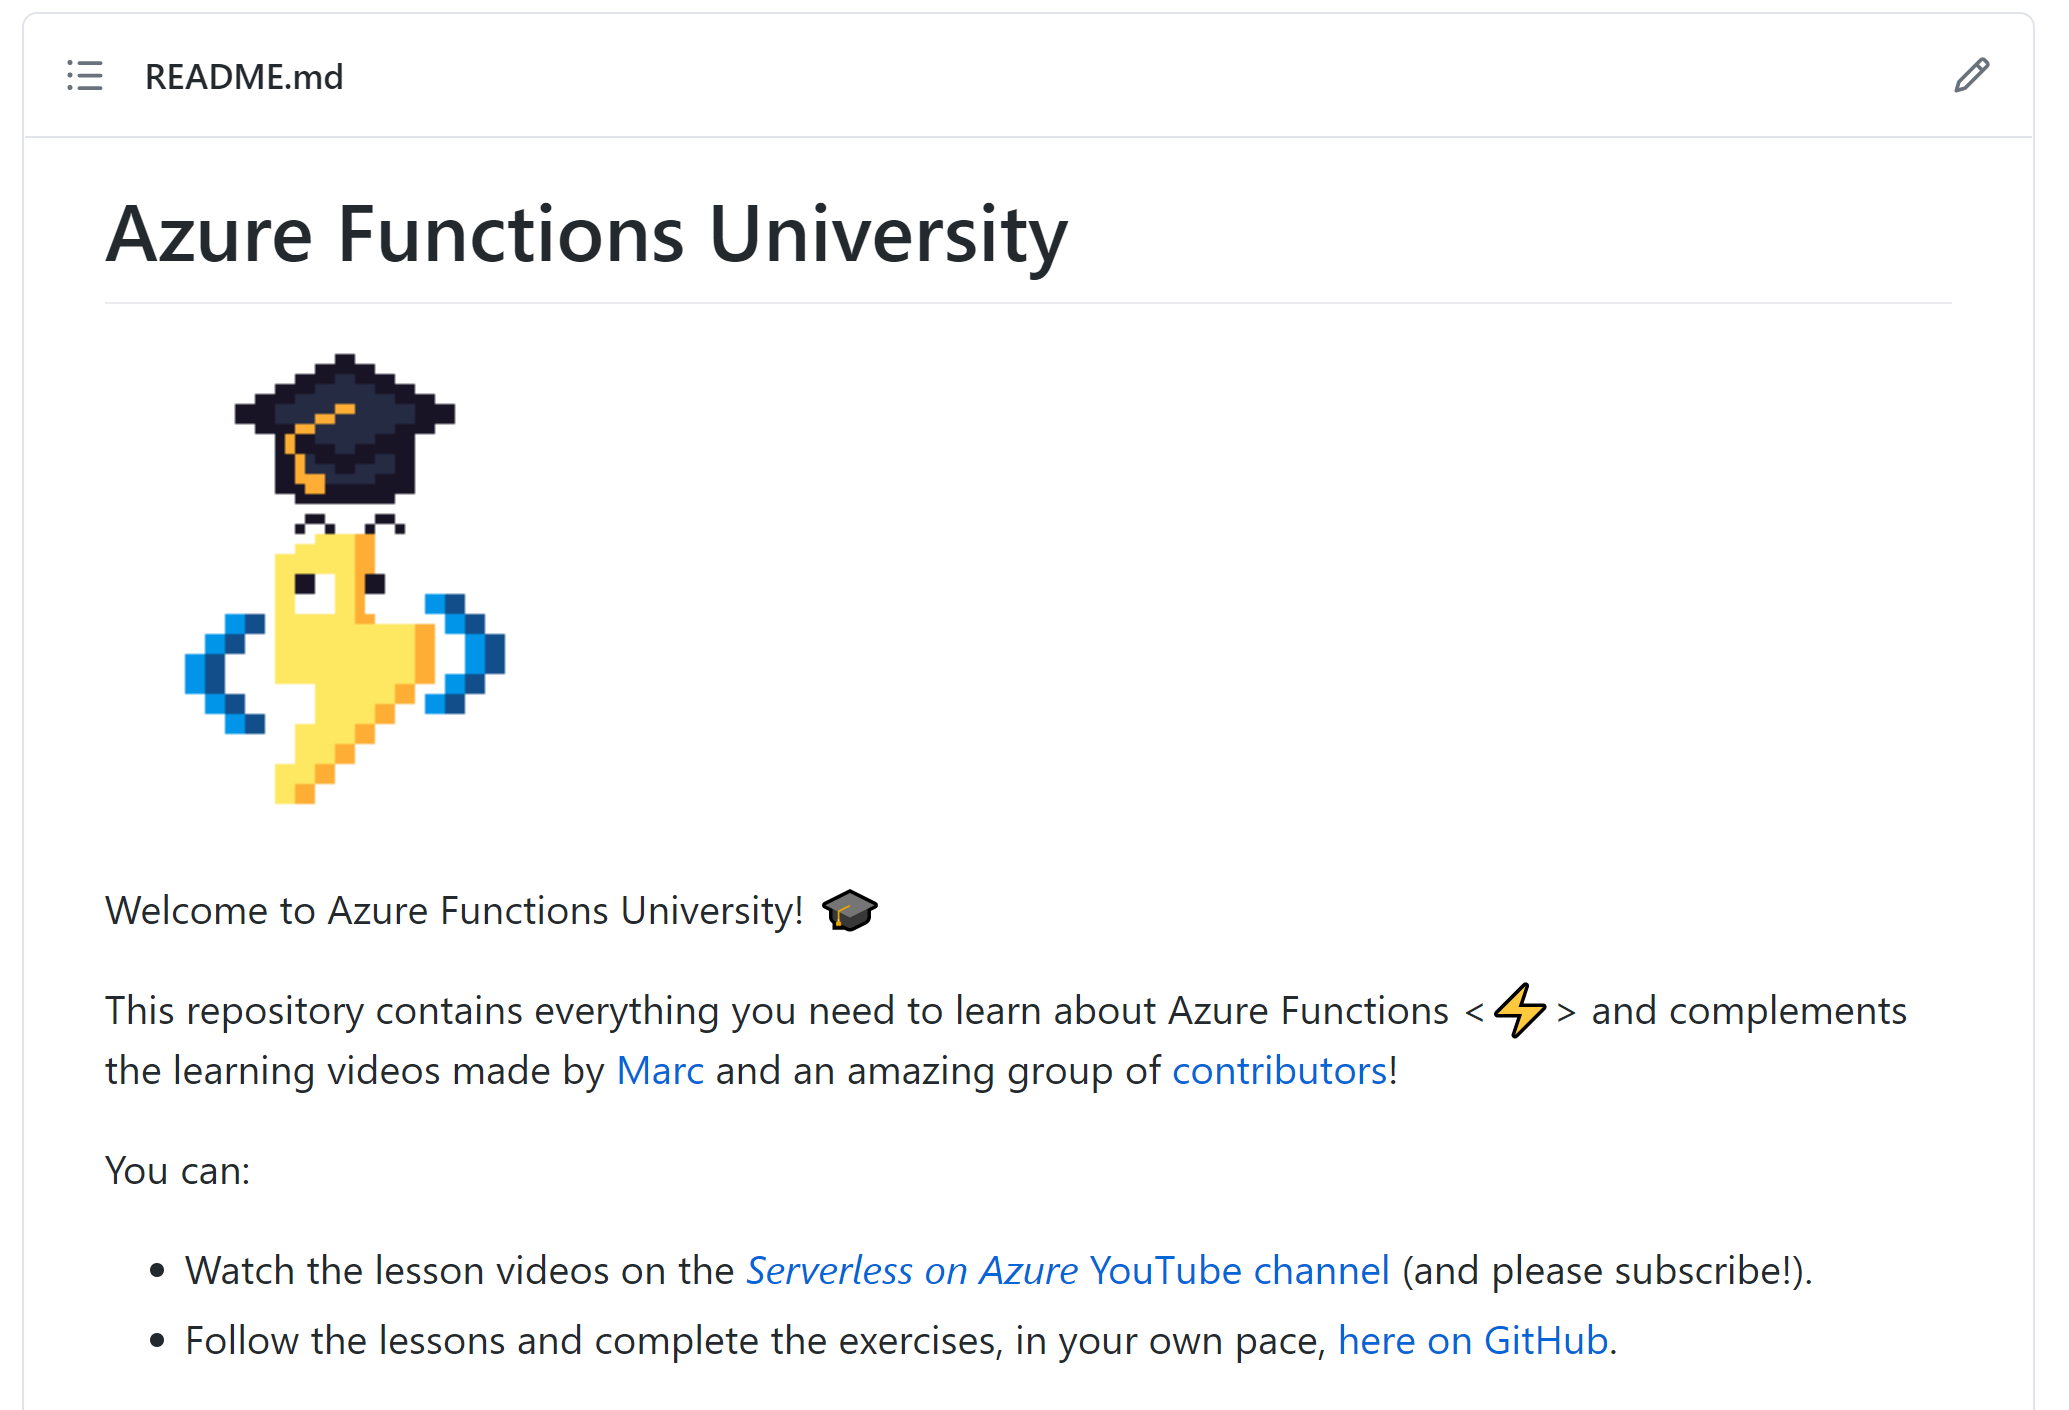 README.md
Azure Functions University
Welcome to Azure Functions University! 🎓
This repository contains everything you need to learn about Azure Functions <⚡> and complements
the learning videos made by Marc and an amazing group of contributors!
You can:
• Watch the lesson videos on the Serverless on Azure YouTube channel (and please subscribe!).
• Follow the lessons and complete the exercises, in your own pace, here on GitHub.